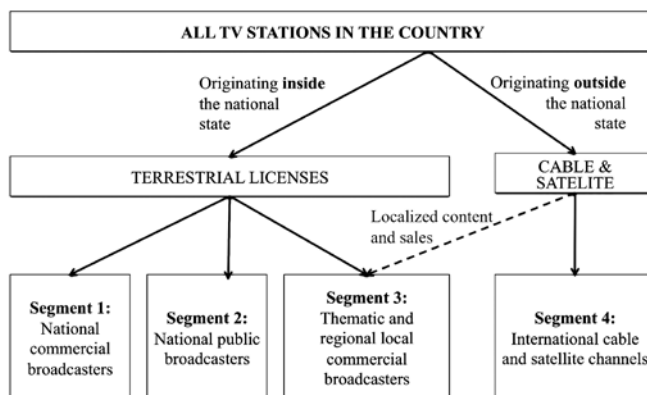 ALL TV STATIONS IN THE COUNTRY
Originating inside
the national
state
Originating outside
the national
state
TERRESTRIAL LICENSES
CABLE &
SATELITE
Localized content
and sales
Segment 1:
National
commercial
broadcasters
Segment 2:
National public
broadcasters
Segment 3:
Thematic and
regional local
commercial
broadcasters
Segment 4:
International cable
and satellite channels